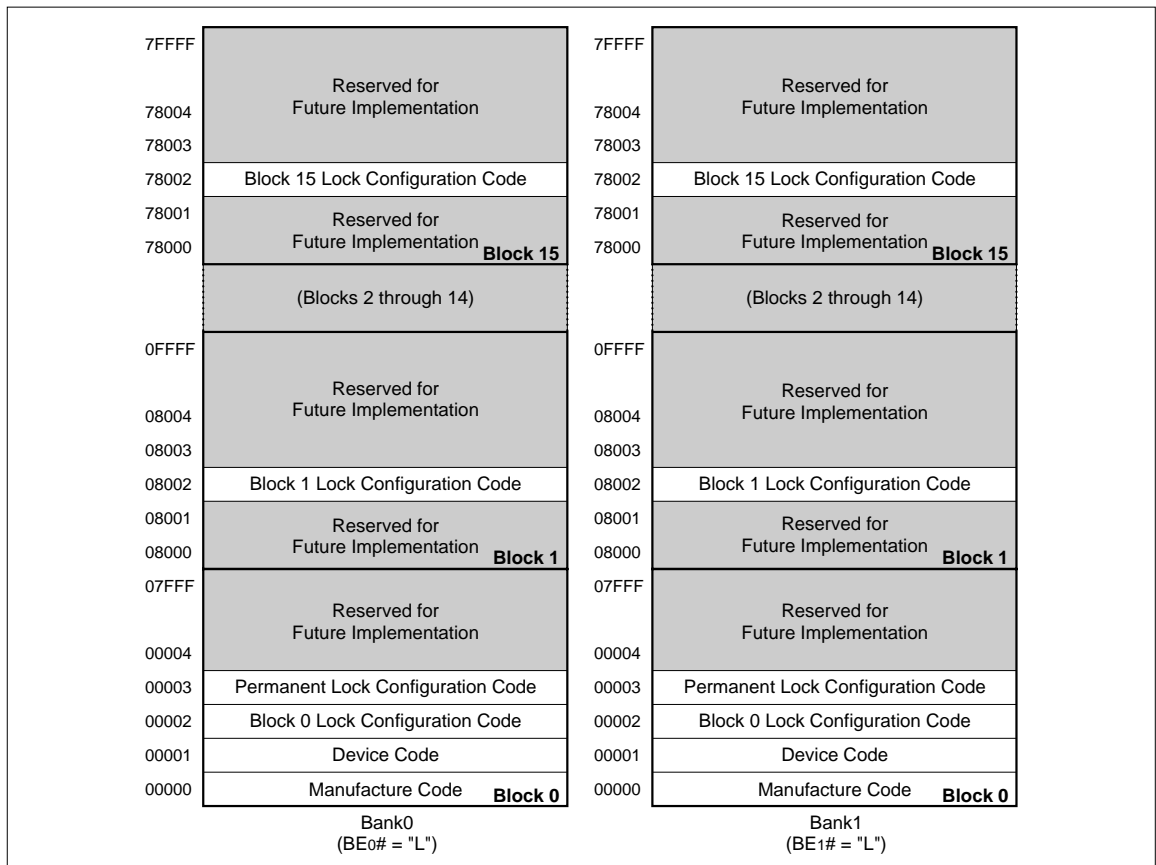 7FFFF
Reserved for
Future Implementation
78004
78003
78002
Block 15 Lock Configuration Code
78001
Reserved for
Future Implementation
78000
Block 15
(Blocks 2 through 14)
0FFFF
Reserved for
Future Implementation
08004
08003
08002
Block 1 Lock Configuration Code
08001
Reserved for
Future Implementation
08000
Block 1
07FFF
Reserved for
Future Implementation
00004
00003
Permanent Lock Configuration Code
00002
Block 0 Lock Configuration Code
00001
Device Code
00000
Manufacture Code
Block 0
Bank0
(BE0# = "L")
7FFFF
Reserved for
Future Implementation
78004
78003
78002
Block 15 Lock Configuration Code
78001
Reserved for
Future Implementation
78000
Block 15
(Blocks 2 through 14)
0FFFF
Reserved for
Future Implementation
08004
08003
08002
Block 1 Lock Configuration Code
08001
Reserved for
Future Implementation
08000
Block 1
07FFF
Reserved for
Future Implementation
00004
00003
Permanent Lock Configuration Code
00002
Block 0 Lock Configuration Code
00001
Device Code
00000
Manufacture Code
Block 0
Bank1
(BE1# = "L")